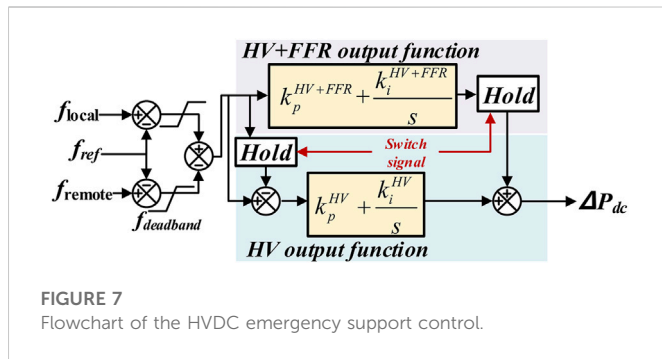 HV+FFR output function
f_local
f_ref
f_remote
f_deadband
k_p^{HV+FFR} + k_i^{HV+FFR} / s
Hold
Hold
Switch
signal
k_p^{HV} + k_i^{HV} / s
ΔP_dc
HV output function
FIGURE 7
Flowchart of the HVDC emergency support control.